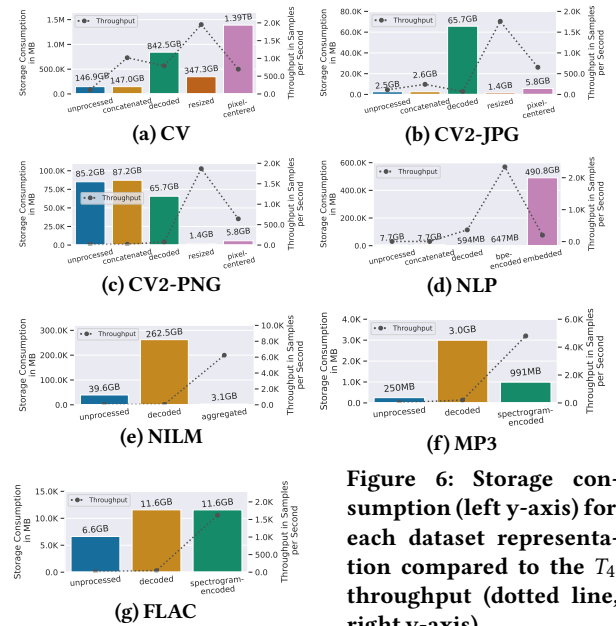 Throughput
1.39TB
842.5GB
347.3GB
146.9GB
147.0GB
1.5M
1.0M
500.0K
0.0
2.0K
1.5K
1.0K
500.0
0.0
Storage Consumption
in MB
Throughput in Samples
per Second
unprocessed
concatenated
decoded
resized
pixel-
centered
(a) CV
Throughput
65.7GB
2.5GB
2.6GB
1.4GB
5.8GB
80.0K
60.0K
40.0K
20.0K
0.0
2.0K
1.5K
1.0K
500.0
0.0
Storage Consumption
in MB
Throughput in Samples
per Second
unprocessed
concatenated
decoded
resized
pixel-
centered
(b) CV2-JPG
85.2GB
87.2GB
65.7GB
1.4GB
5.8GB
Throughput
100.0K
75.0K
50.0K
25.0K
0.0
2.0K
1.5K
1.0K
500.0
0.0
Storage Consumption
in MB
Throughput in Samples
per Second
unprocessed
concatenated
decoded
resized
pixel-
centered
(c) CV2-PNG
Throughput
490.8GB
7.7GB
7.7GB
594MB
647MB
600.0K
400.0K
200.0K
0.0
2.0K
1.0K
0.0
Storage Consumption
in MB
Throughput in Samples
per Second
unprocessed
concatenated
decoded
bpe-
encoded
embedded
(d) NLP
Throughput
262.5GB
39.6GB
3.1GB
300.0K
200.0K
100.0K
0.0
10.0K
8.0K
6.0K
4.0K
2.0K
0.0
Storage Consumption
in MB
Throughput in Samples
per Second
unprocessed
decoded
aggregated
(e) NILM
Throughput
3.0GB
250MB
991MB
4.0K
3.0K
2.0K
1.0K
0.0
6.0K
4.0K
2.0K
0.0
Storage Consumption
in MB
Throughput in Samples
per Second
unprocessed
decoded
spectrogram-
encoded
(f) MP3
Throughput
6.6GB
11.6GB
11.6GB
15.0K
10.0K
5.0K
0.0
2.0K
1.5K
1.0K
500.0
0.0
Storage Consumption
in MB
Throughput in Samples
per Second
unprocessed
decoded
spectrogram-
encoded
(g) FLAC
Figure 6: Storage con-
sumption (left y-axis) for
each dataset representa-
tion compared to the T4
throughput (dotted line,
right y-axis)